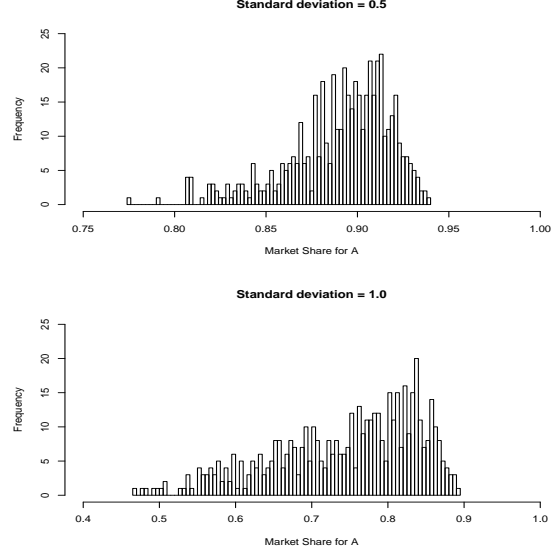 Standard deviation = 0.5
25
20
15
10
5
0
Frequency
0.75 0.80 0.85 0.90 0.95 1.00
Market Share for A
Standard deviation = 1.0
25
20
15
10
5
0
Frequency
0.4 0.5 0.6 0.7 0.8 0.9 1.0
Market Share for A